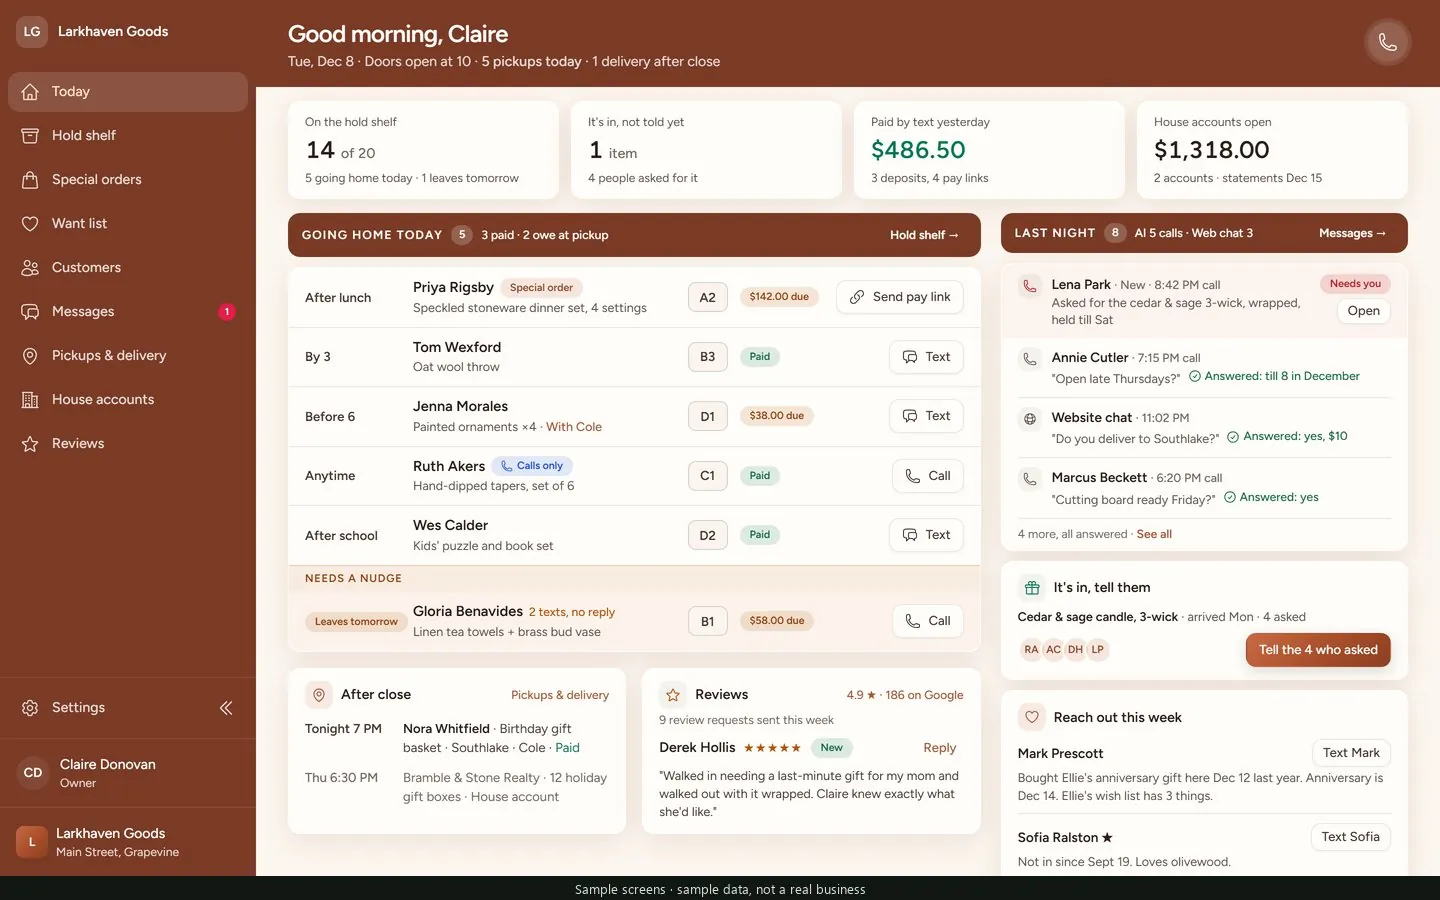 LG Larkhaven Goods
Today
Hold shelf
Special orders
Want list
Customers
Messages 1
Pickups & delivery
House accounts
Reviews
Settings
CD Claire Donovan
Owner
L Larkhaven Goods
Main Street, Grapevine
Good morning, Claire
Tue, Dec 8 · Doors open at 10 · 5 pickups today · 1 delivery after close
On the hold shelf
14 of 20
5 going home today · 1 leaves tomorrow
It's in, not told yet
1 item
4 people asked for it
Paid by text yesterday
$486.50
3 deposits, 4 pay links
House accounts open
$1,318.00
2 accounts · statements Dec 15
GOING HOME TODAY 5 3 paid · 2 owe at pickup Hold shelf →
After lunch Priya Rigsby Special order A2 $142.00 due Send pay link
Speckled stoneware dinner set, 4 settings
By 3 Tom Wexford B3 Paid Text
Oat wool throw
Before 6 Jenna Morales D1 $38.00 due Text
Painted ornaments ×4 · With Cole
Anytime Ruth Akers Calls only C1 Paid Call
Hand-dipped tapers, set of 6
After school Wes Calder D2 Paid Text
Kids' puzzle and book set
NEEDS A NUDGE
Leaves tomorrow Gloria Benavides 2 texts, no reply B1 $58.00 due Call
Linen tea towels + brass bud vase
After close Pickups & delivery
Tonight 7 PM Nora Whitfield · Birthday gift
basket · Southlake · Cole · Paid
Thu 6:30 PM Bramble & Stone Realty · 12 holiday
gift boxes · House account
Reviews 4.9 ★ · 186 on Google
9 review requests sent this week
Derek Hollis ★★★★★ New Reply
"Walked in needing a last-minute gift for my mom and
walked out with it wrapped. Claire knew exactly what
she'd like."
LAST NIGHT 8 AI 5 calls · Web chat 3 Messages →
Lena Park · New · 8:42 PM call Needs you
Asked for the cedar & sage 3-wick, wrapped,
held till Sat
Open
Annie Cutler · 7:15 PM call
"Open late Thursdays?" Answered: till 8 in December
Website chat · 11:02 PM
"Do you deliver to Southlake?" Answered: yes, $10
Marcus Beckett · 6:20 PM call
"Cutting board ready Friday?" Answered: yes
4 more, all answered · See all
It's in, tell them
Cedar & sage candle, 3-wick · arrived Mon · 4 asked
RA AC DH LP Tell the 4 who asked
Reach out this week
Mark Prescott Text Mark
Bought Ellie's anniversary gift here Dec 12 last year. Anniversary is
Dec 14. Ellie's wish list has 3 things.
Sofia Ralston ★ Text Sofia
Not in since Sept 19. Loves olivewood.
Sample screens · sample data, not a real business